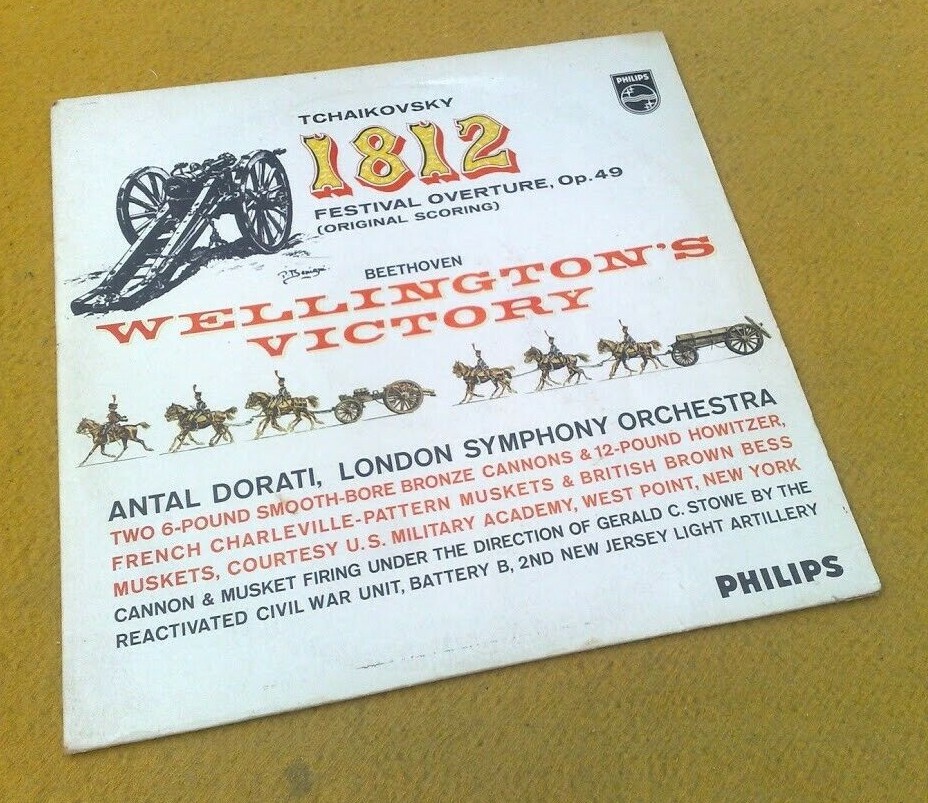 PHILIPS
TCHAIKOVSKY
1812
FESTIVAL OVERTURE, Op. 49
(ORIGINAL SCORING)
BEETHOVEN
WELLINGTON'S
VICTORY
ANTAL DORATI, LONDON SYMPHONY ORCHESTRA
TWO 6-POUND SMOOTH-BORE BRONZE CANNONS & 12-POUND HOWITZER,
FRENCH CHARLEVILLE-PATTERN MUSKETS & BRITISH BROWN BESS
MUSKETS, COURTESY U.S. MILITARY ACADEMY, WEST POINT, NEW YORK
CANNON & MUSKET FIRING UNDER THE DIRECTION OF GERALD C. STOWE BY THE
REACTIVATED CIVIL WAR UNIT, BATTERY B, 2ND NEW JERSEY LIGHT ARTILLERY
PHILIPS